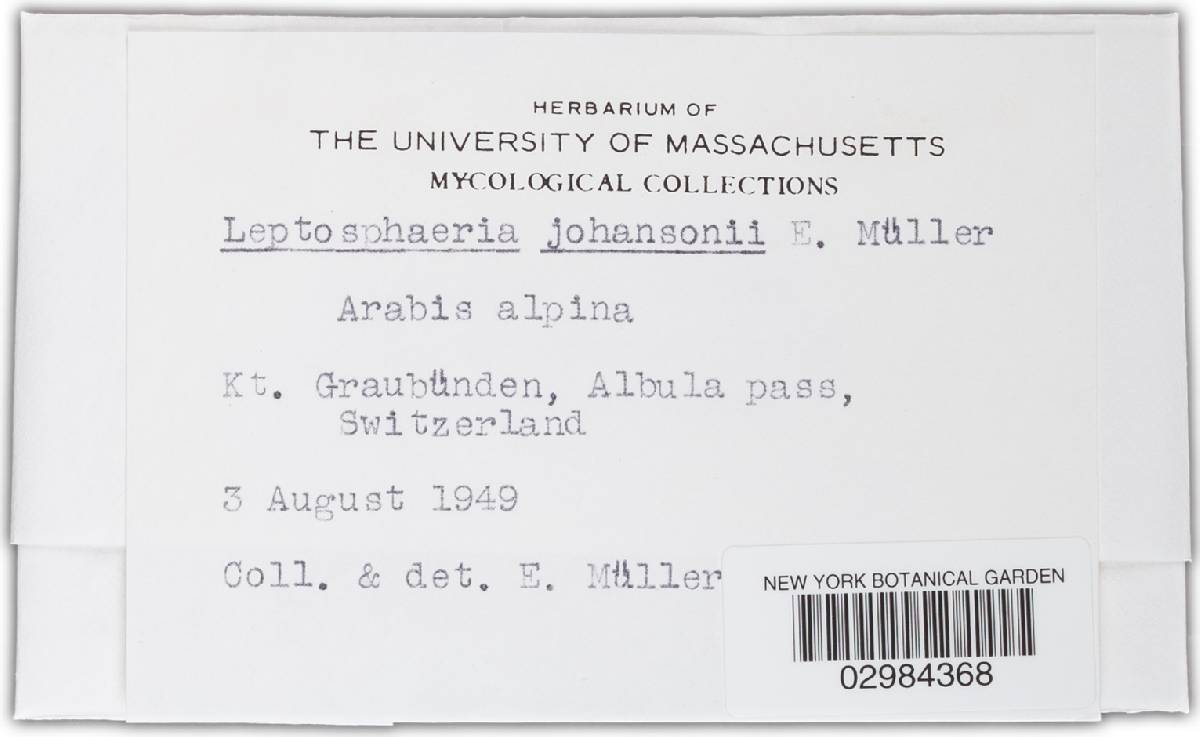 HERBARIUM OF
THE UNIVERSITY OF MASSACHUSETTS
MYCOLOGICAL COLLECTIONS
Leptosphaeria johansonii E. Müller
Arabis alpina
Kt. Graubünden, Albula pass,
Switzerland
3 August 1949
Coll. & det. E. Müller
NEW YORK BOTANICAL GARDEN
02984368